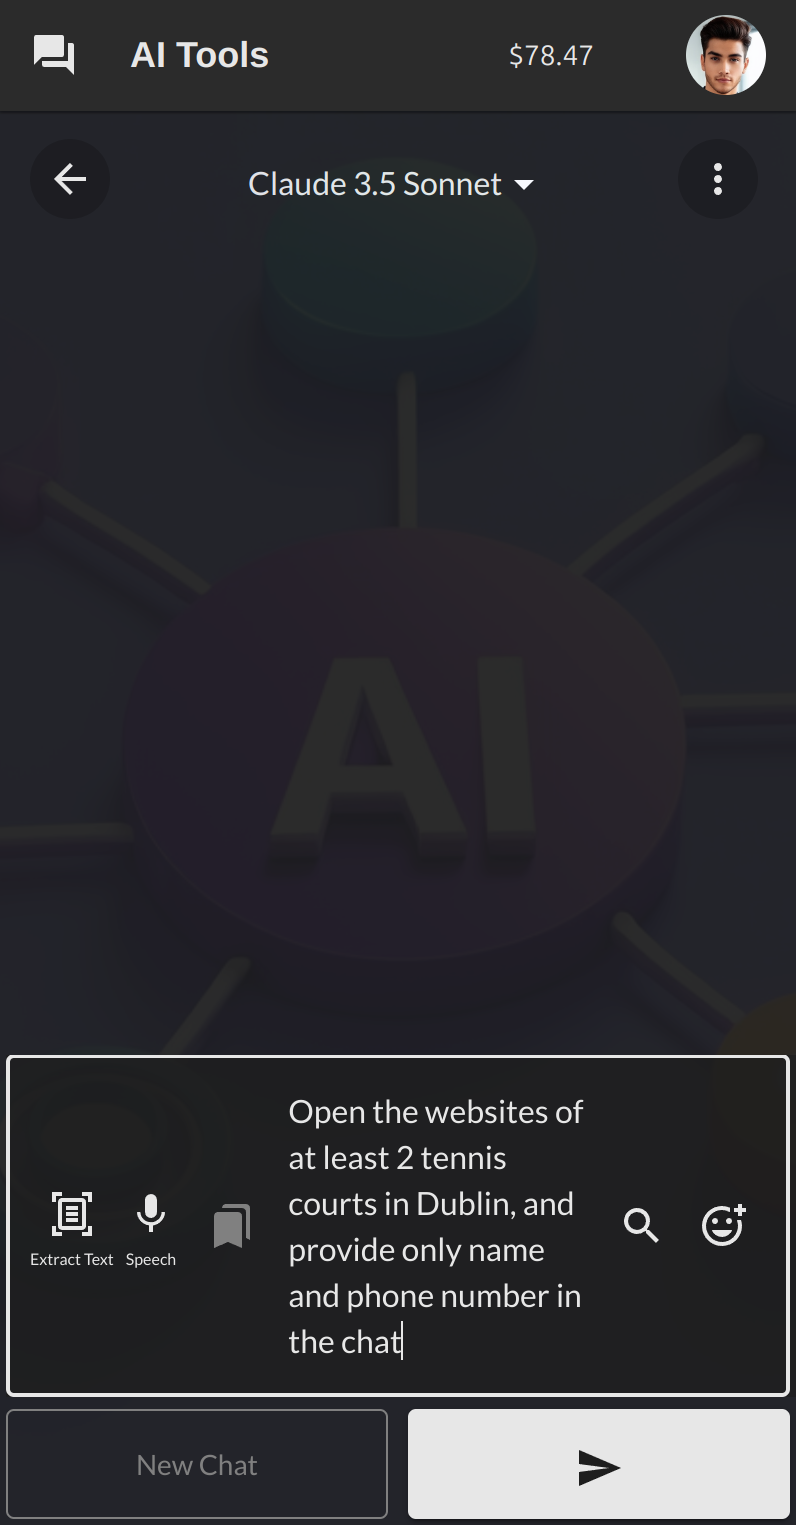 AI Tools
$78.47
Claude 3.5 Sonnet
AI
Open the websites of
at least 2 tennis
courts in Dublin, and
provide only name
and phone number in
the chat
Extract Text
Speech
New Chat